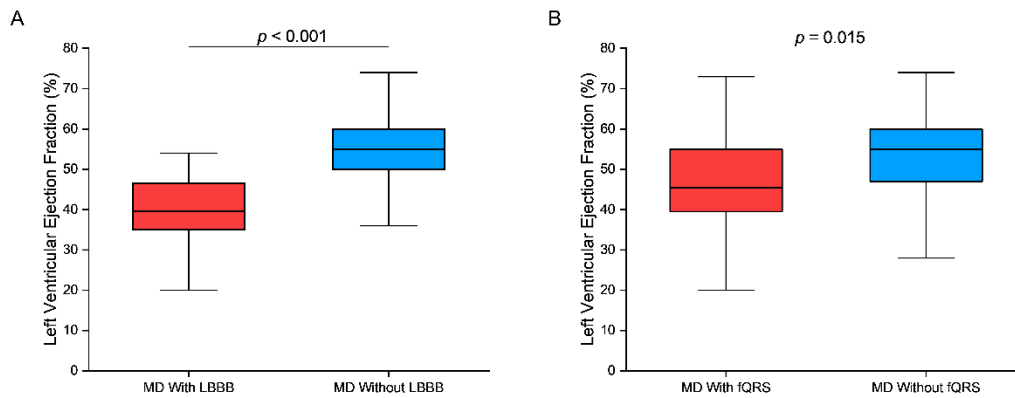 A
p < 0.001
Left Ventricular Ejection Fraction (%)
80
70
60
50
40
30
20
10
0
MD With LBBB
MD Without LBBB
B
p = 0.015
Left Ventricular Ejection Fraction (%)
80
70
60
50
40
30
20
10
0
MD With fQRS
MD Without fQRS